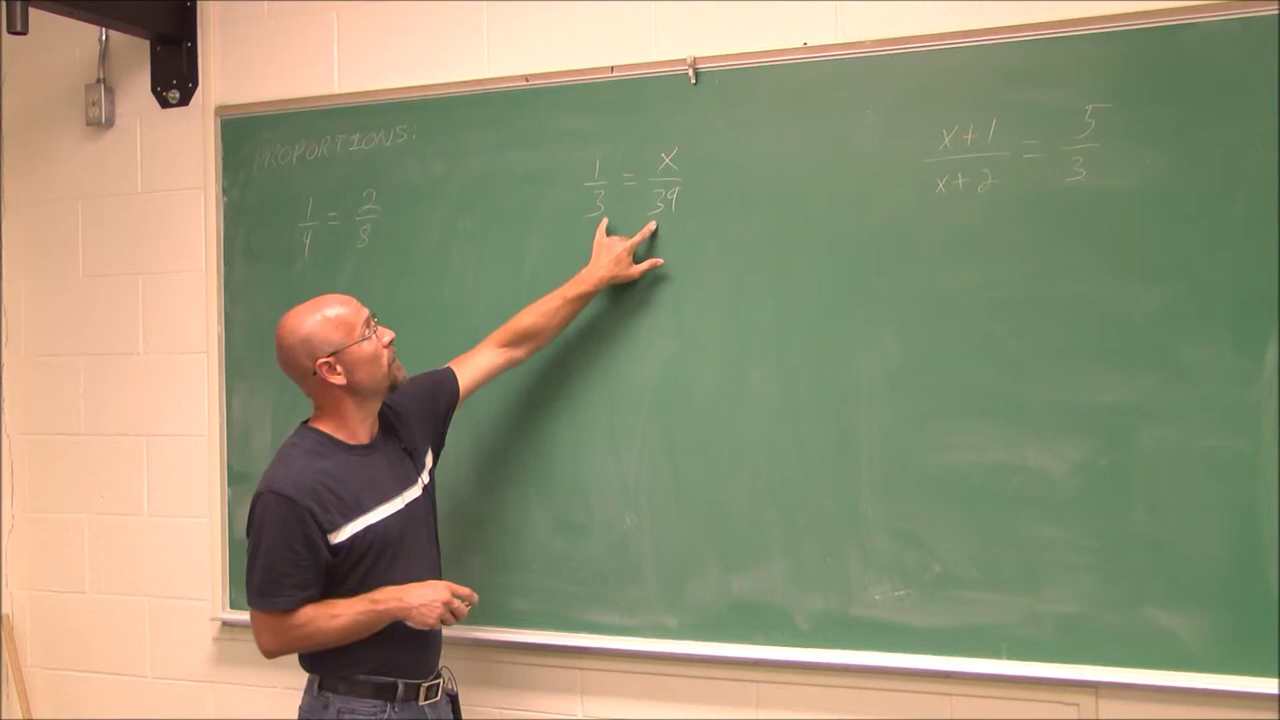 PROPORTIONS:
1/4 = 2/8
1/3 = x/39
x+1/x+2 = 5/3